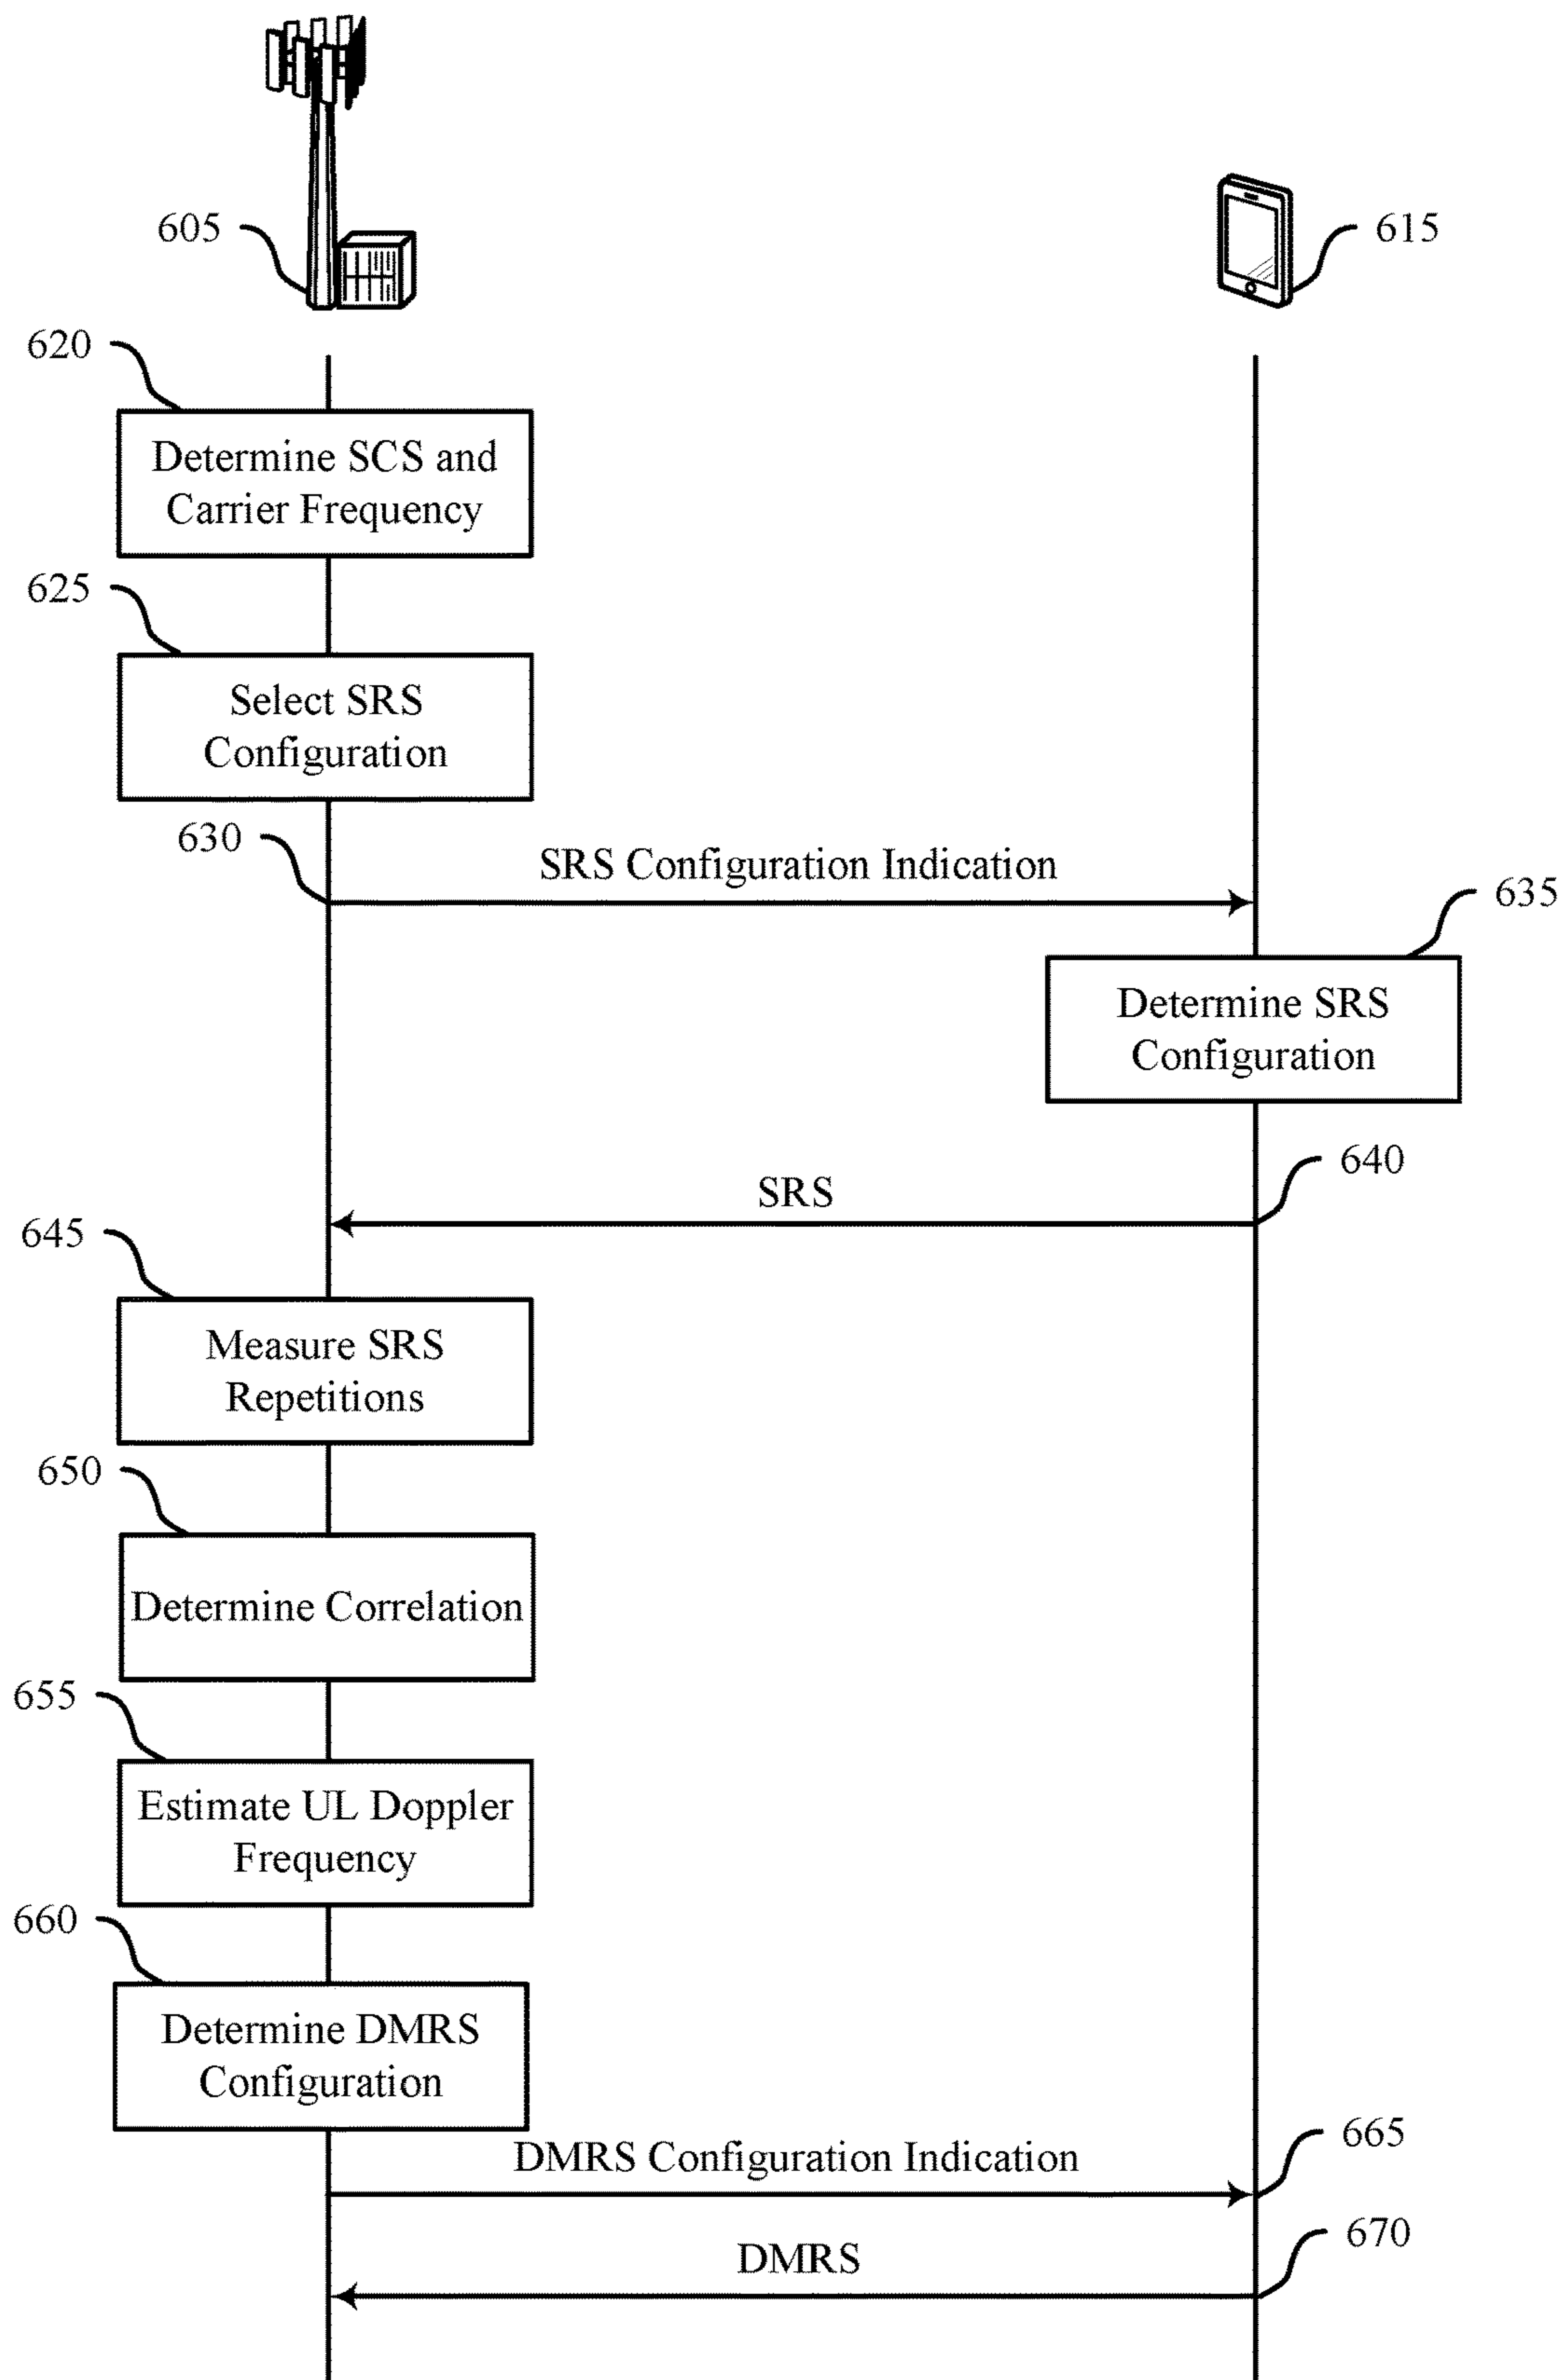 605
615
620
Determine SCS and
Carrier Frequency
625
Select SRS
Configuration
630
SRS Configuration Indication
635
Determine SRS
Configuration
640
SRS
645
Measure SRS
Repetitions
650
Determine Correlation
655
Estimate UL Doppler
Frequency
660
Determine DMRS
Configuration
665
DMRS Configuration Indication
670
DMRS